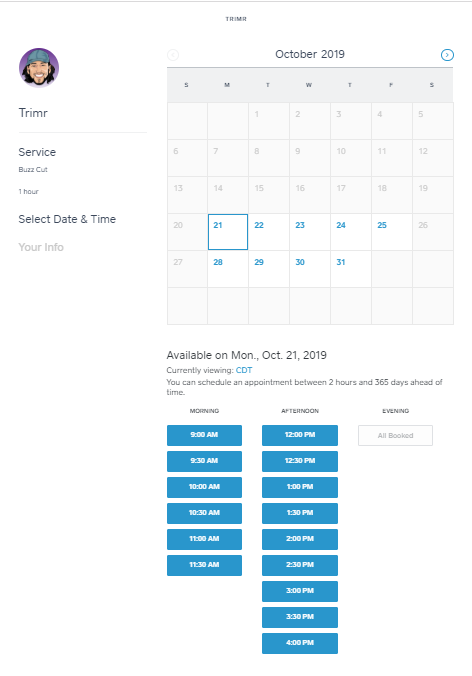 TRIMR
Trimr
Service
Buzz Cut
1 hour
Select Date & Time
Your Info
October 2019
S M T W T F S
1 2 3 4 5
6 7 8 9 10 11 12
13 14 15 16 17 18 19
20 21 22 23 24 25 26
27 28 29 30 31
Available on Mon., Oct. 21, 2019
Currently viewing: CDT
You can schedule an appointment between 2 hours and 365 days ahead of
time.
MORNING AFTERNOON EVENING
9:00 AM 12:00 PM All Booked
9:30 AM 12:30 PM
10:00 AM 1:00 PM
10:30 AM 1:30 PM
11:00 AM 2:00 PM
11:30 AM 2:30 PM
3:00 PM
3:30 PM
4:00 PM